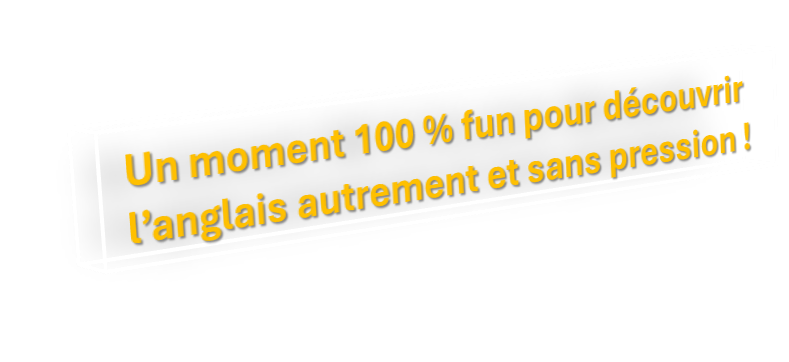 Un moment 100 % fun pour découvrir
l’anglais autrement et sans pression !